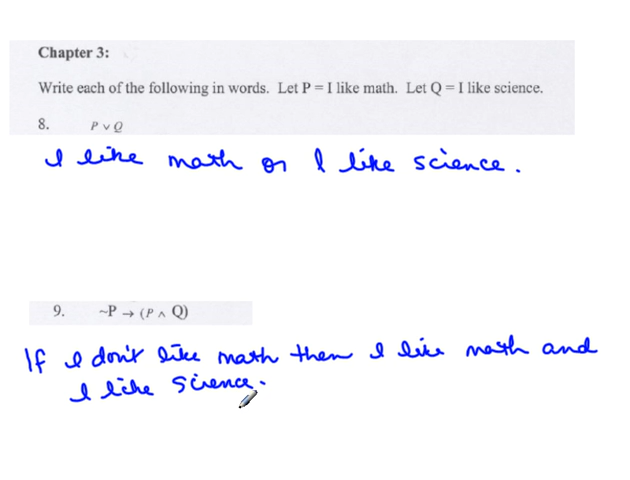 Chapter 3:
Write each of the following in words. Let P = I like math. Let Q = I like science.
8. P ∨ Q
I like math or I like science.
9. ~P → (P ∧ Q)
If I don't like math then I like math and
I like science.